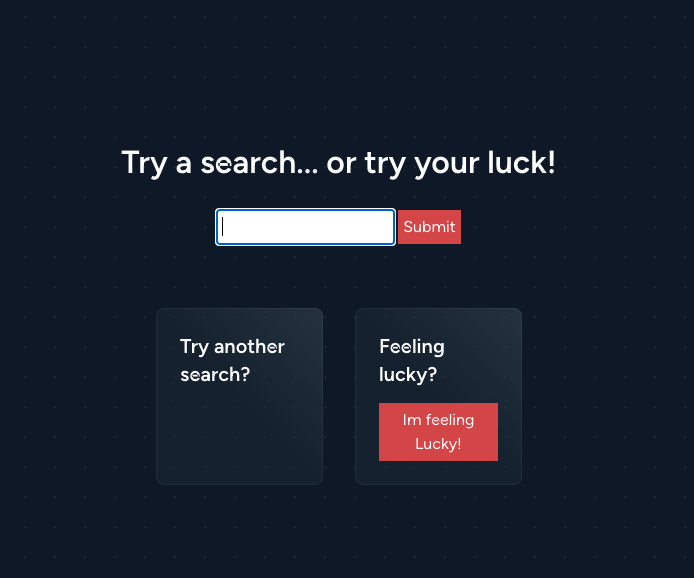 Try a search... or try your luck!
Submit
Try another
search?
Feeling
lucky?
Im feeling
Lucky!